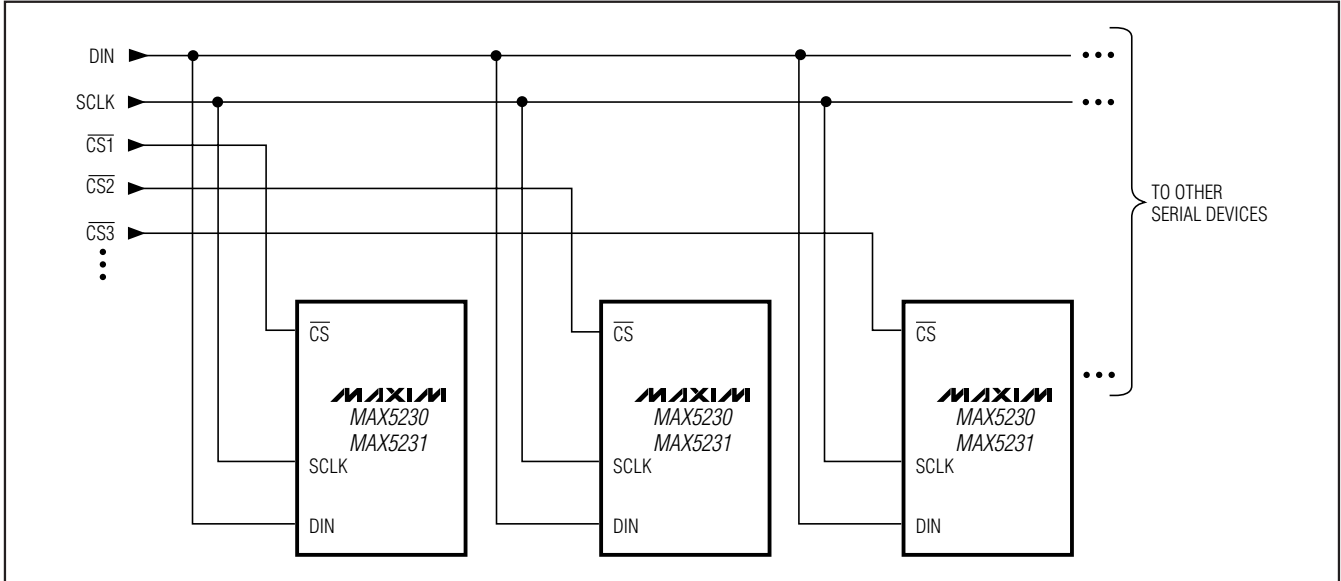 DIN
SCLK
CS1
CS2
CS3
TO OTHER
SERIAL DEVICES
CS
MAXIM
MAX5230
MAX5231
SCLK
DIN
CS
MAXIM
MAX5230
MAX5231
SCLK
DIN
CS
MAXIM
MAX5230
MAX5231
SCLK
DIN